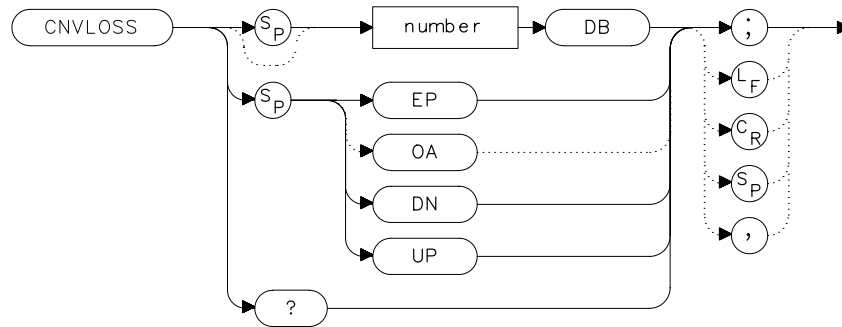 CNVLOSS SP number DB ;
LF
SP EP
OA CR
DN SP
UP ,
?